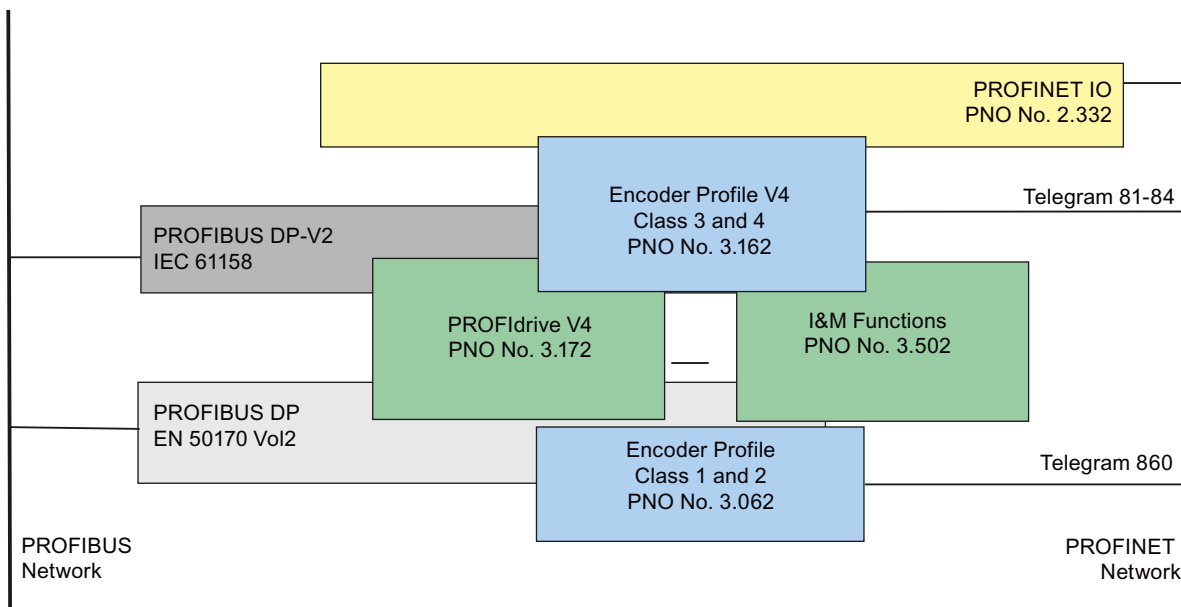 PROFINET IO
PNO No. 2.332
Encoder Profile V4
Class 3 and 4
PNO No. 3.162
Telegram 81-84
PROFIBUS DP-V2
IEC 61158
PROFIdrive V4
PNO No. 3.172
I&M Functions
PNO No. 3.502
PROFIBUS DP
EN 50170 Vol2
Encoder Profile
Class 1 and 2
PNO No. 3.062
Telegram 860
PROFIBUS
Network
PROFINET
Network